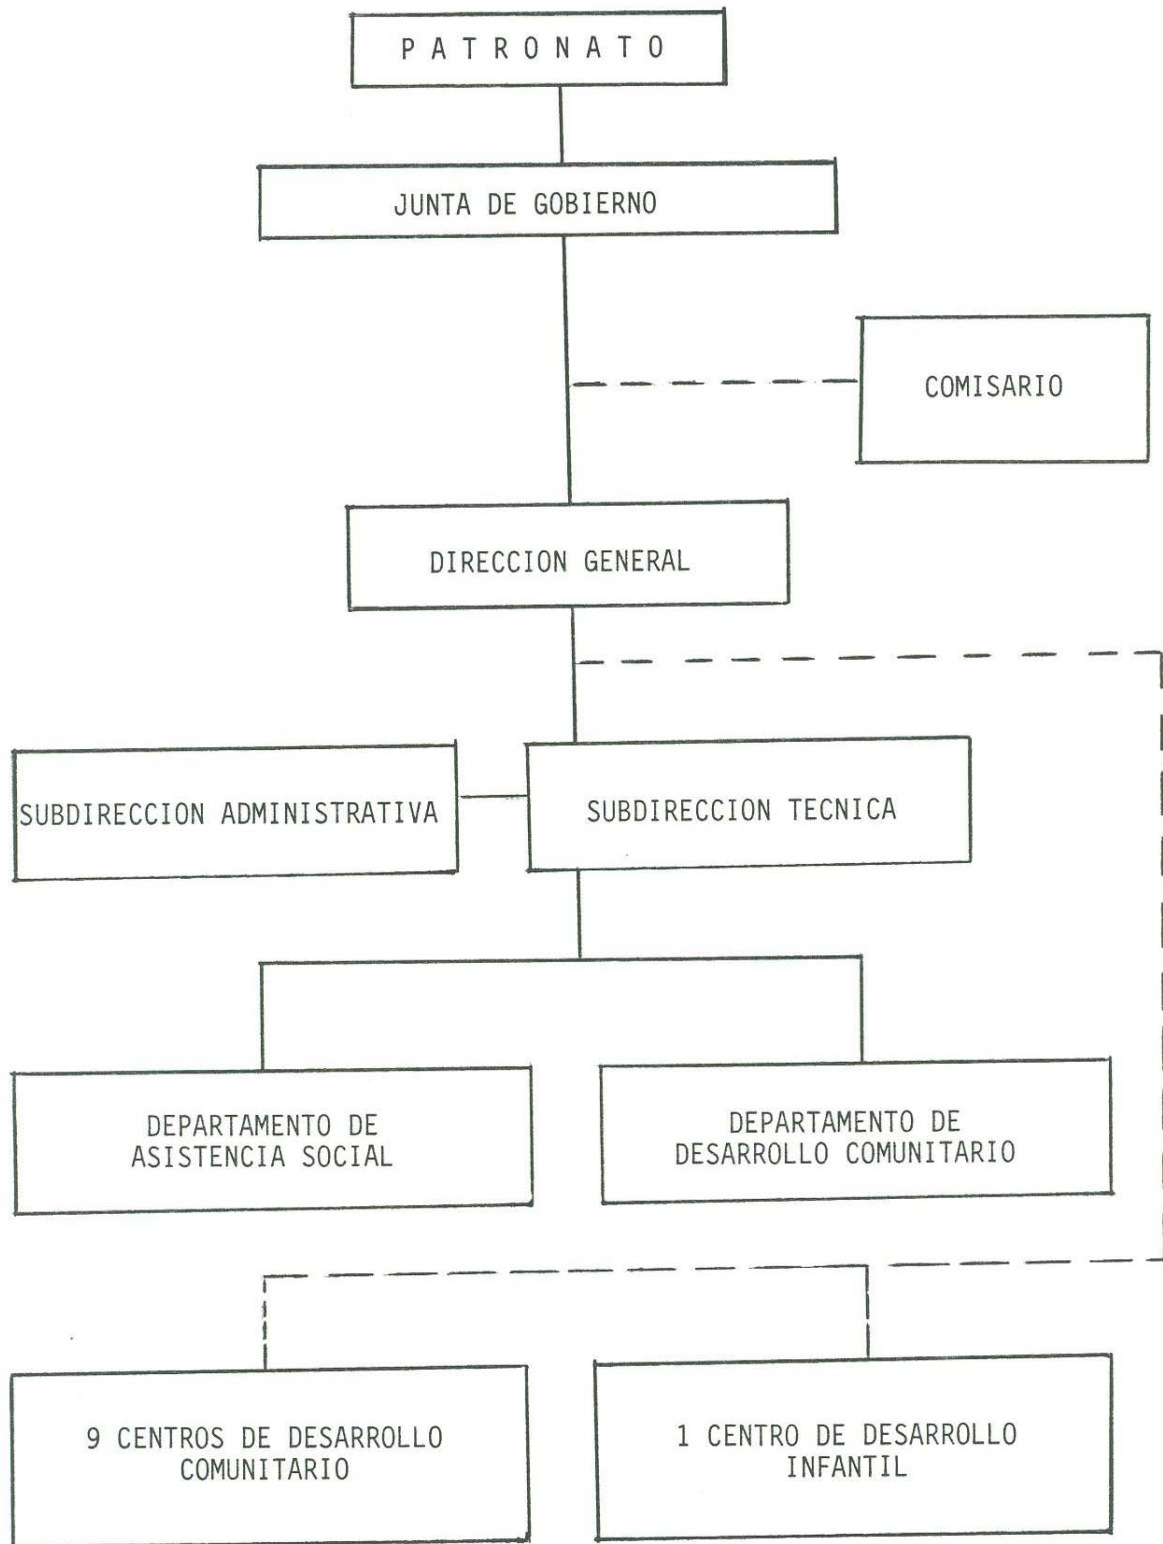 P A T R O N A T O
JUNTA DE GOBIERNO
COMISARIO
DIRECCION GENERAL
SUBDIRECCION ADMINISTRATIVA
SUBDIRECCION TECNICA
DEPARTAMENTO DE
ASISTENCIA SOCIAL
DEPARTAMENTO DE
DESARROLLO COMUNITARIO
9 CENTROS DE DESARROLLO
COMUNITARIO
1 CENTRO DE DESARROLLO
INFANTIL